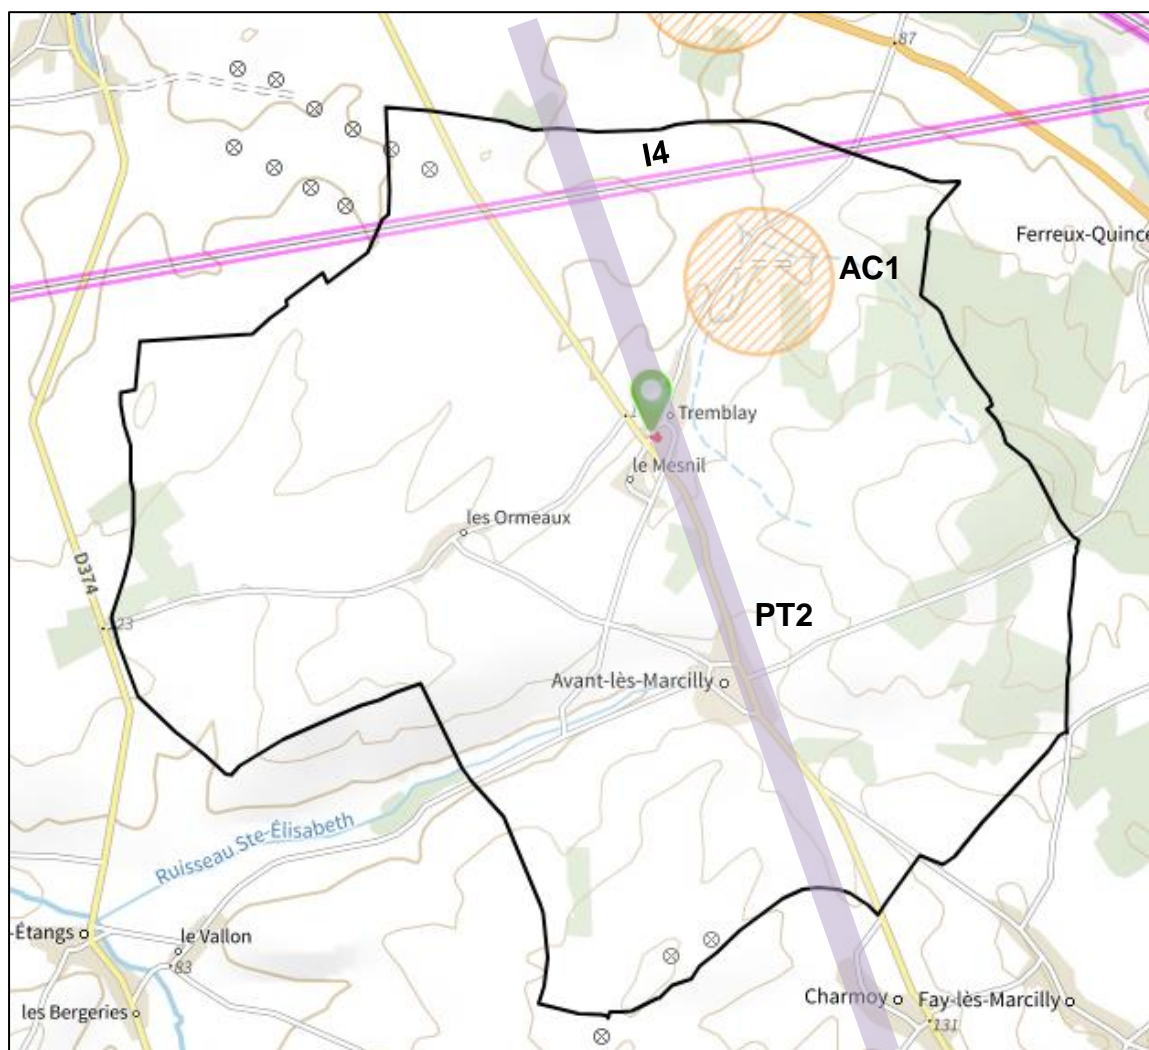 87
I4
Ferreux-Quince
AC1
Tremblay
le Mesnil
les Ormeaux
D374
23
PT2
Avant-lès-Marcilly
Ruisseau Ste-Élisabeth
-Étangs
le Vallon
83
les Bergeries
Charmoy
Fay-lès-Marcilly
131